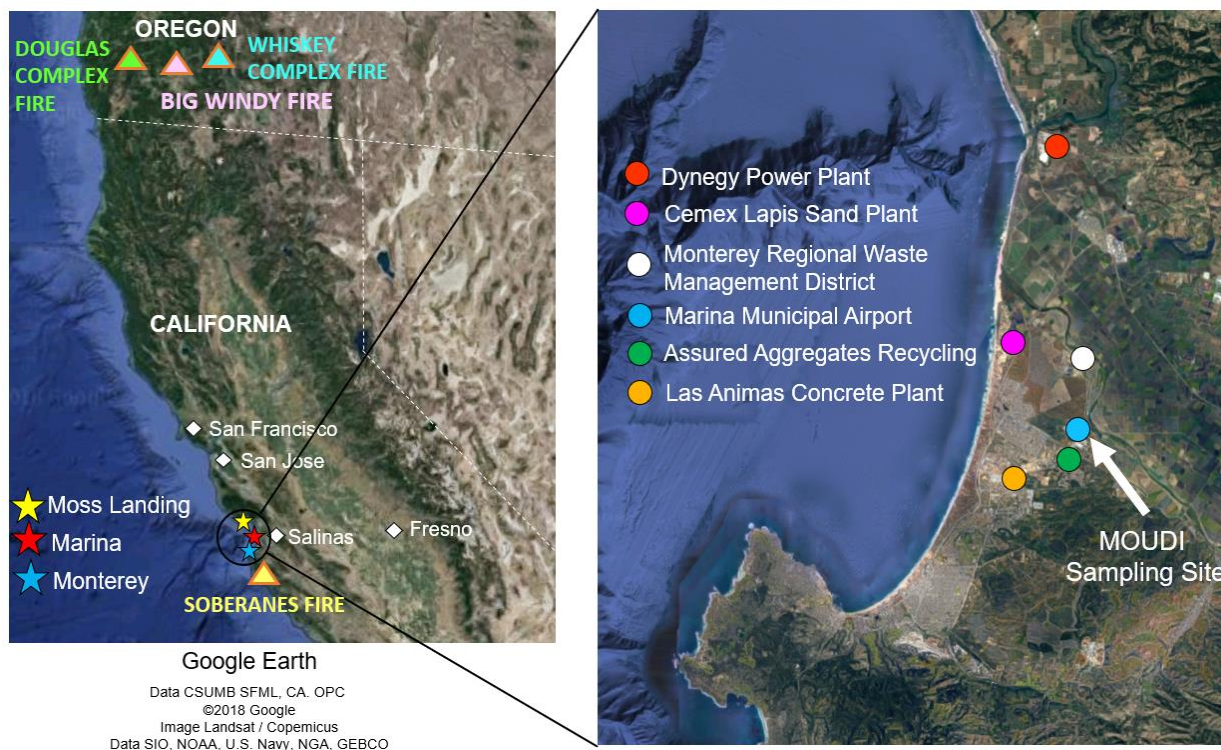 OREGON
DOUGLAS
COMPLEX
FIRE
WHISKEY
COMPLEX FIRE
BIG WINDY FIRE
CALIFORNIA
San Francisco
San Jose
Moss Landing
Marina
Monterey
Salinas
Fresno
SOBERANES FIRE
Google Earth
Data CSUMB SFML, CA. OPC
©2018 Google
Image Landsat / Copernicus
Data SIO, NOAA, U.S. Navy, NGA, GEBCO
Dynegy Power Plant
Cemex Lapis Sand Plant
Monterey Regional Waste
Management District
Marina Municipal Airport
Assured Aggregates Recycling
Las Animas Concrete Plant
MOUDI
Sampling Site